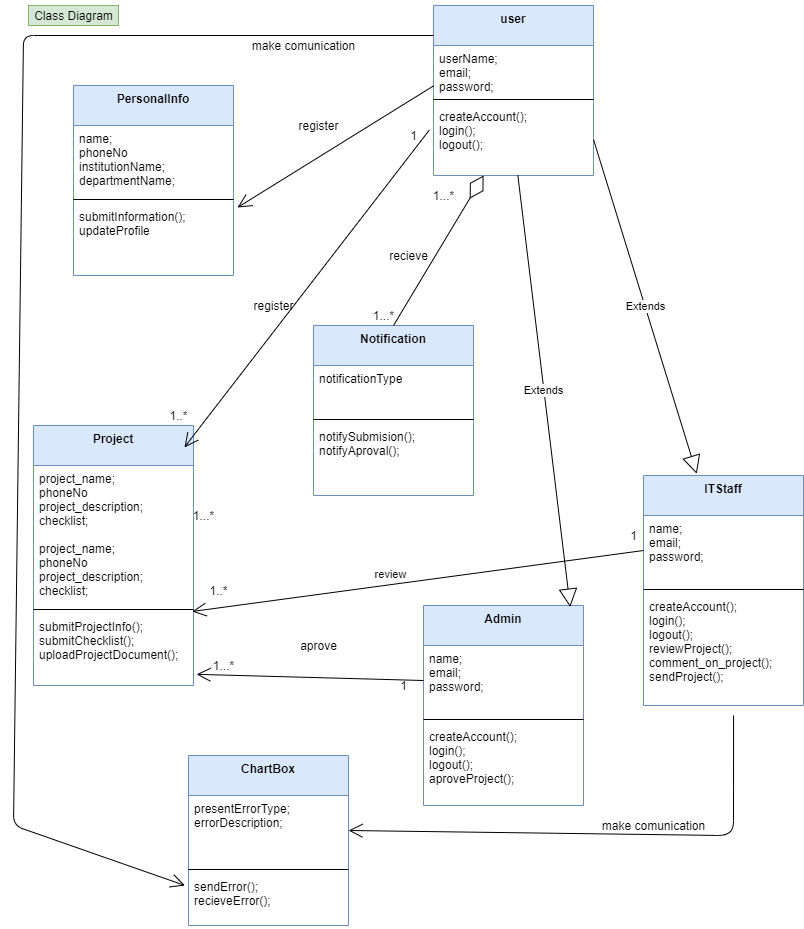 Class Diagram
user
userName;
email;
password;
createAccount();
login();
logout();
make comunication
PersonalInfo
name;
phoneNo
institutionName;
departmentName;
submitInformation();
updateProfile
register
1
1...*
recieve
1...*
register
1..*
Notification
notificationType
notifySubmision();
notifyAproval();
Extends
Extends
Project
project_name;
phoneNo
project_description;
checklist;
project_name;
phoneNo
project_description;
checklist;
submitProjectInfo();
submitChecklist();
uploadProjectDocument();
1...*
1..*
review
1
ITStaff
name;
email;
password;
createAccount();
login();
logout();
reviewProject();
comment_on_project();
sendProject();
1...*
aprove
1
Admin
name;
email;
password;
createAccount();
login();
logout();
aproveProject();
ChartBox
presentErrorType;
errorDescription;
sendError();
recieveError();
make comunication